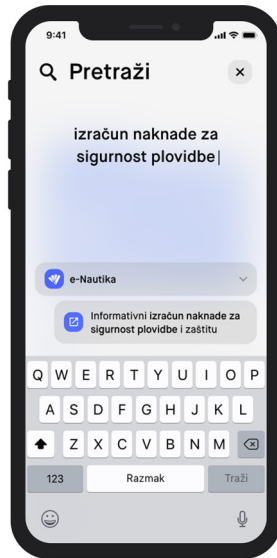 9:41
Pretraži
izračun naknade za
sigurnost plovidbe
e-Nautika
Informativni izračun naknade za
sigurnost plovidbe i zaštitu
Q W E R T Y U I O P
A S D F G H J K L
Z X C V B N M
123 Razmak Traži